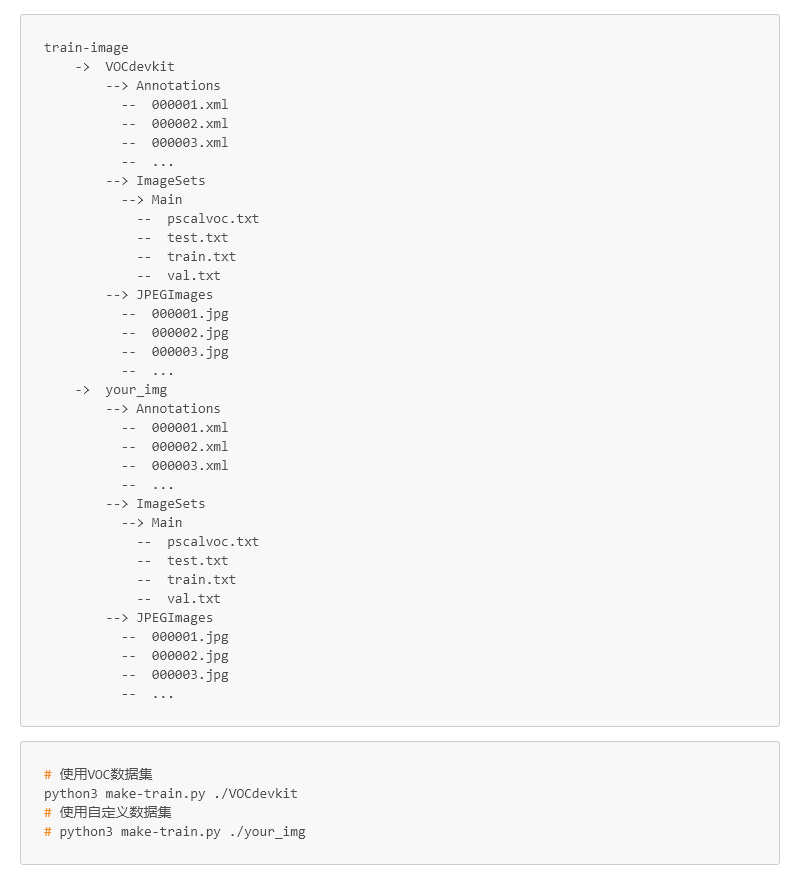 train-image
    ->  VOCdevkit
        --> Annotations
          --  000001.xml
          --  000002.xml
          --  000003.xml
          --  ...
        --> ImageSets
          --> Main
            --  pscalvoc.txt
            --  test.txt
            --  train.txt
            --  val.txt
        --> JPEGImages
          --  000001.jpg
          --  000002.jpg
          --  000003.jpg
          --  ...
    ->  your_img
        --> Annotations
          --  000001.xml
          --  000002.xml
          --  000003.xml
          --  ...
        --> ImageSets
          --> Main
            --  pscalvoc.txt
            --  test.txt
            --  train.txt
            --  val.txt
        --> JPEGImages
          --  000001.jpg
          --  000002.jpg
          --  000003.jpg
          --  ...
# 使用VOC数据集
python3 make-train.py ./VOCdevkit
# 使用自定义数据集
# python3 make-train.py ./your_img